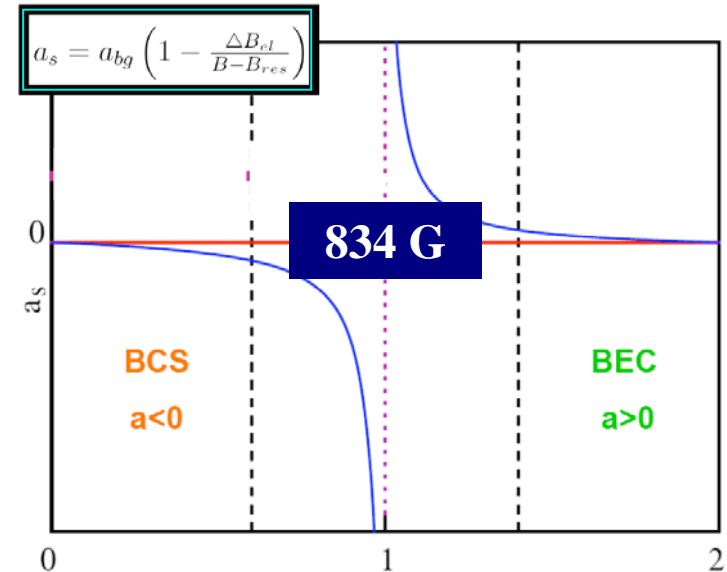 a_s = a_{bg} \left( 1 - \frac{\Delta B_{el}}{B - B_{res}} \right)
0
834 G
a_s
BCS
BEC
a<0
a>0
0 1 2